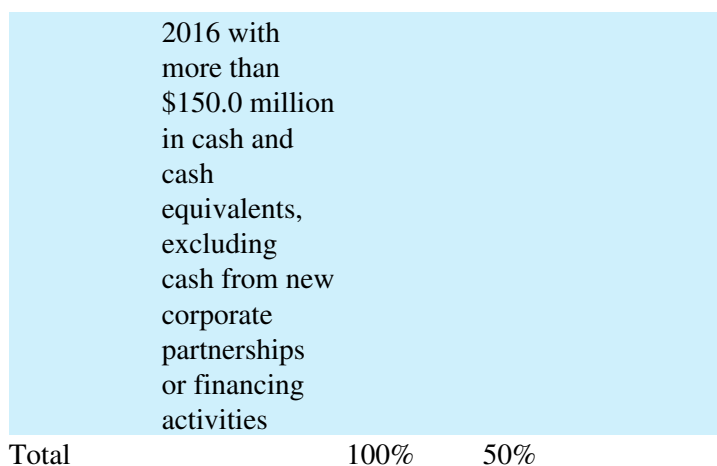 2016 with
more than
$150.0 million
in cash and
cash
equivalents,
excluding
cash from new
corporate
partnerships
or financing
activities
Total 100% 50%